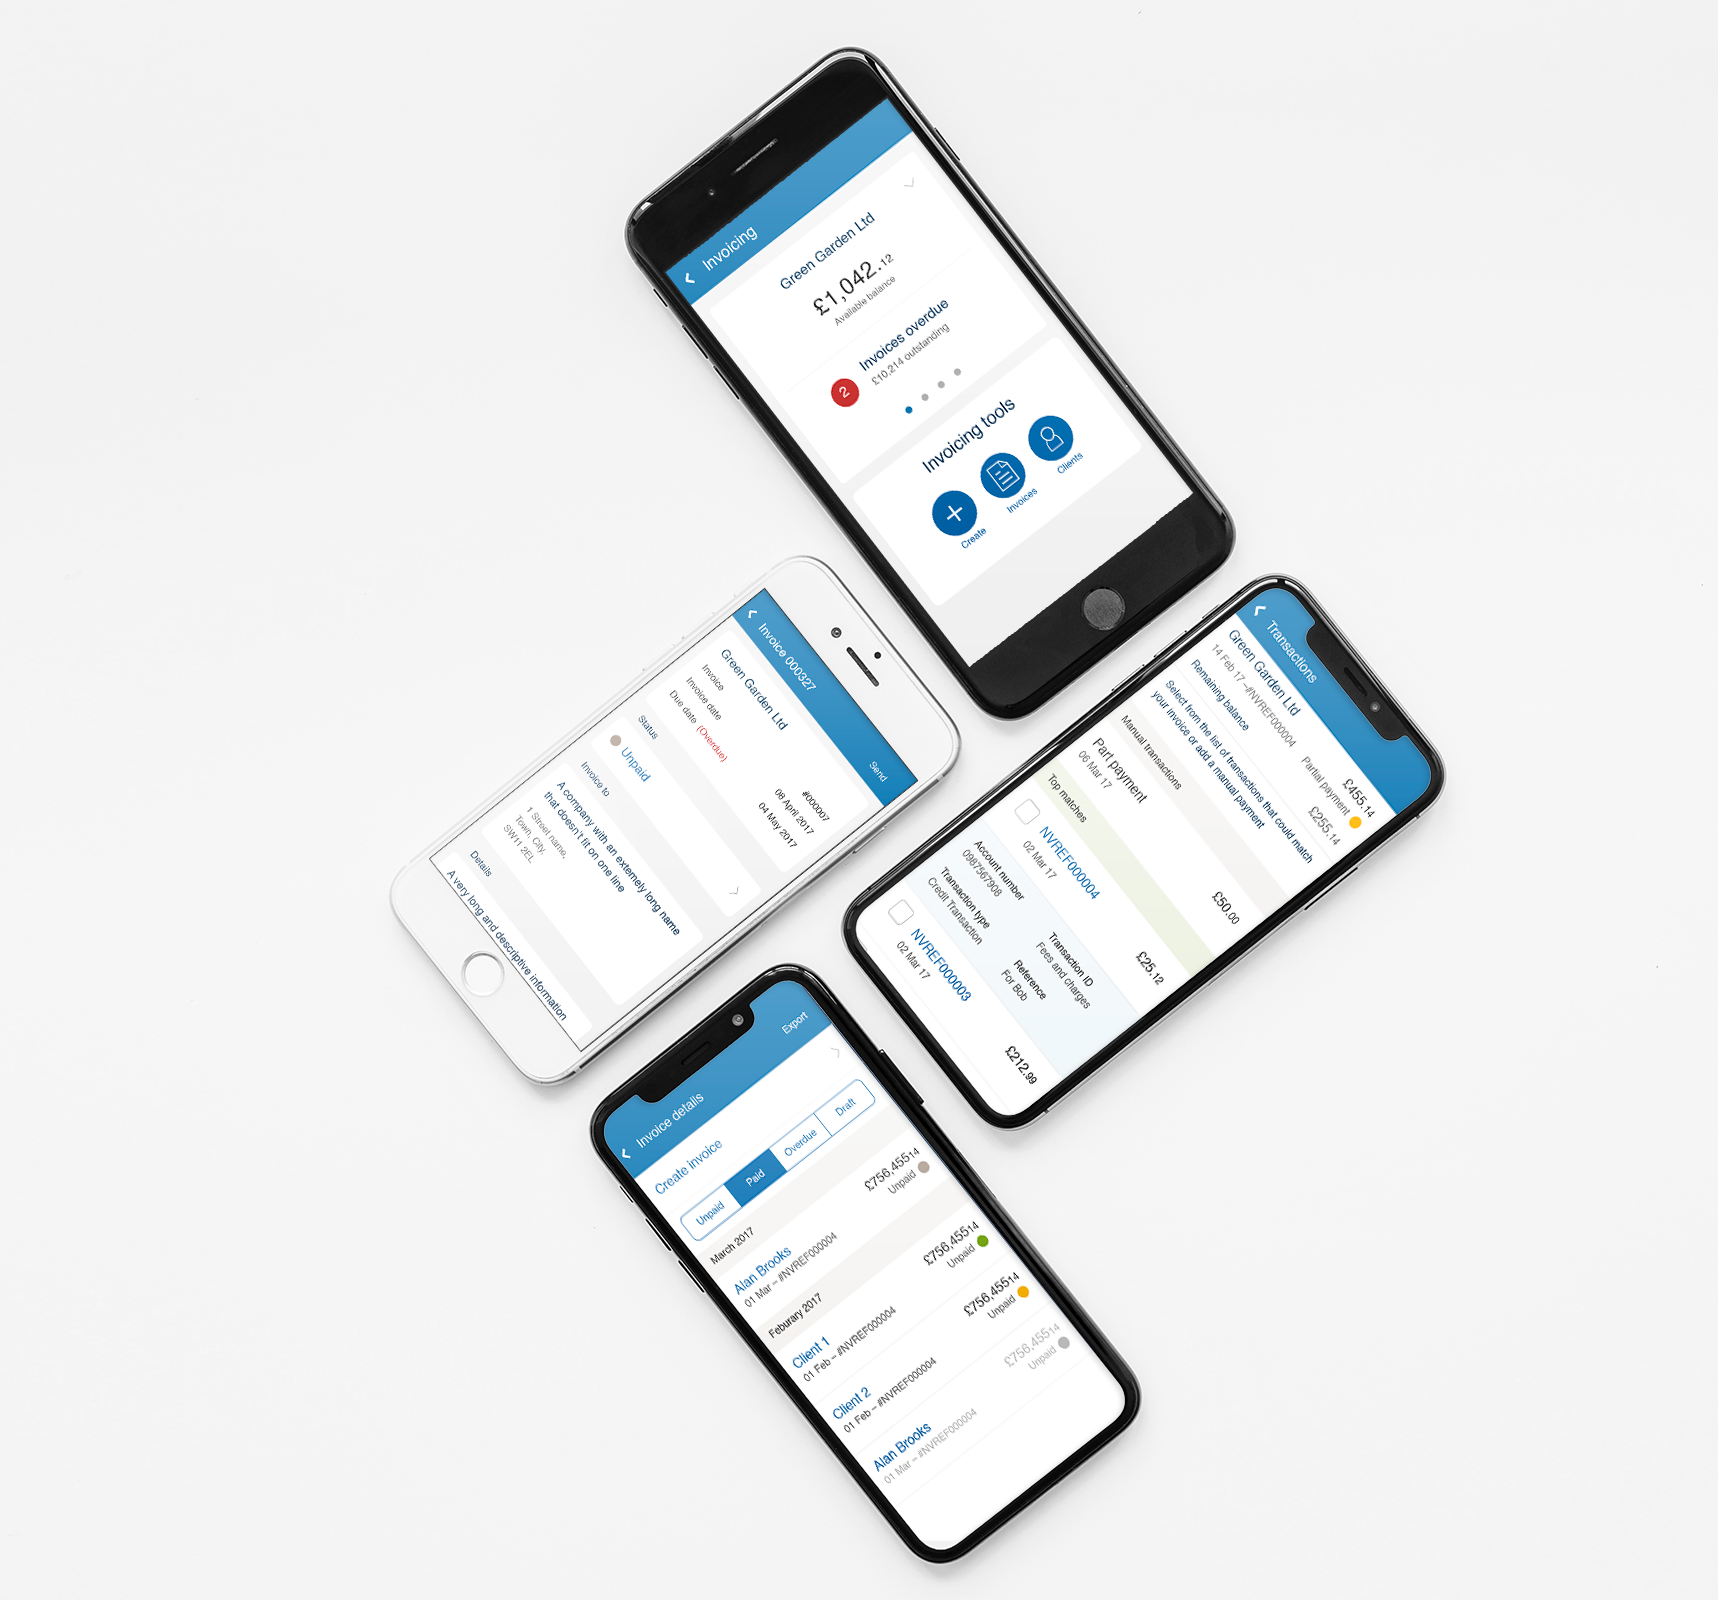 Invoicing
Green Garden Ltd
£1,042.12
Available balance
2
Invoices overdue
£10,214 outstanding
Invoicing tools
Create
Invoices
Clients
Invoice 000327
Send
Green Garden Ltd
Invoice
#000007
Invoice date
08 April 2017
Due date (Overdue)
04 May 2017
Status
Unpaid
Invoice to
A company with an extemely long name
that doesn't fit on one line
1 Street name,
Town, City,
SW11 2EL
Details
A very long and descriptive information
Transactions
Green Garden Ltd
£455.14
14 Feb 17 –#NVREF000004
Partial payment
Remaining balance
£255.14
Select from the list of transactions that could match
your invoice or add a manual payment
Manual transactions
Part payment
£50.00
06 Mar 17
Top matches
NVREF000004
£25.12
02 Mar 17
Account number
0987567908
Transaction ID
Fees and charges
Transaction type
Credit Transaction
Reference
For Bob
NVREF000003
£212.99
02 Mar 17
Invoice details
Export
Create invoice
Unpaid
Paid
Overdue
Draft
March 2017
Alan Brooks
£756,45514
01 Mar – #NVREF000004
Unpaid
Feburary 2017
Client 1
£756,45514
01 Feb – #NVREF000004
Unpaid
Client 2
£756,45514
01 Feb – #NVREF000004
Unpaid
Alan Brooks
£756,45514
01 Mar – #NVREF000004
Unpaid